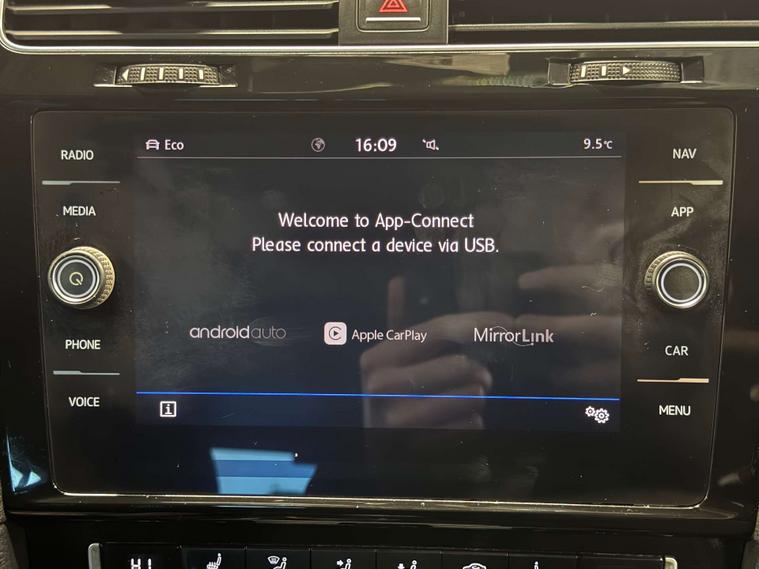 Eco
16:09
9.5°C
RADIO
NAV
MEDIA
APP
Welcome to App-Connect
Please connect a device via USB.
androidauto
Apple CarPlay
MirrorLink
PHONE
CAR
VOICE
MENU
HI